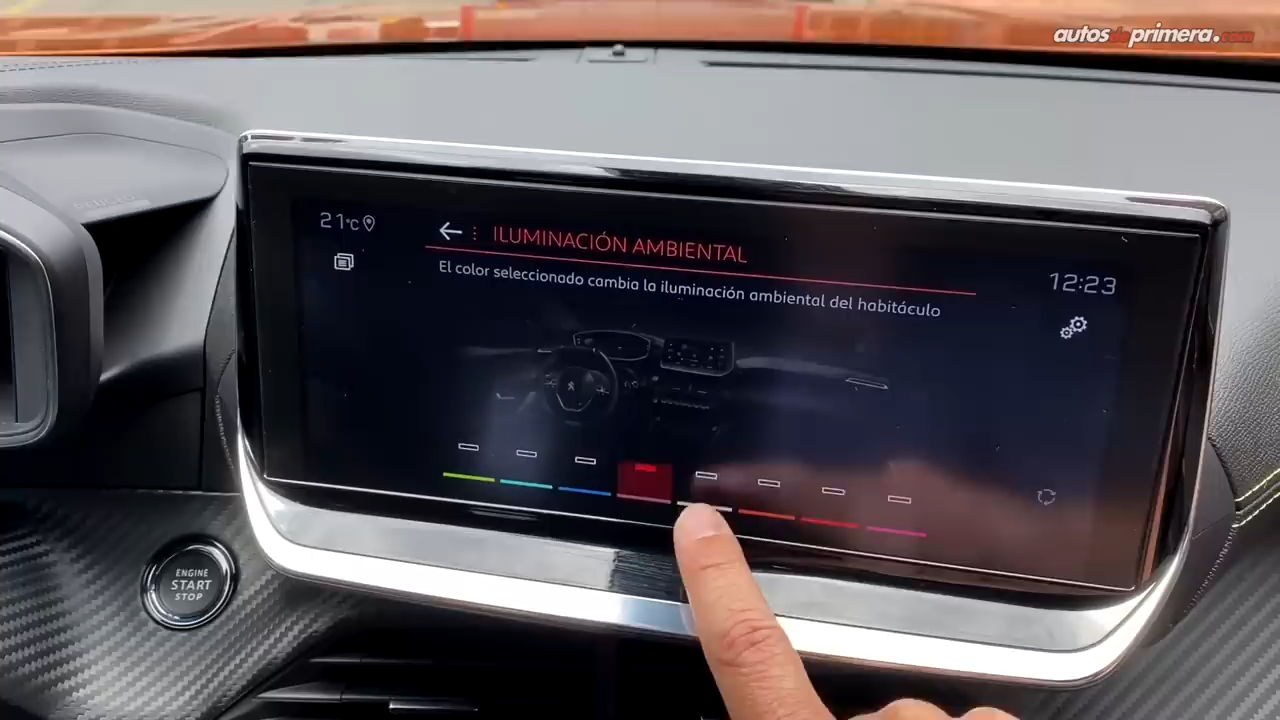 autosdeprimera.com
21°C
ILUMINACIÓN AMBIENTAL
El color seleccionado cambia la iluminación ambiental del habitáculo
12:23
ENGINE
START
STOP